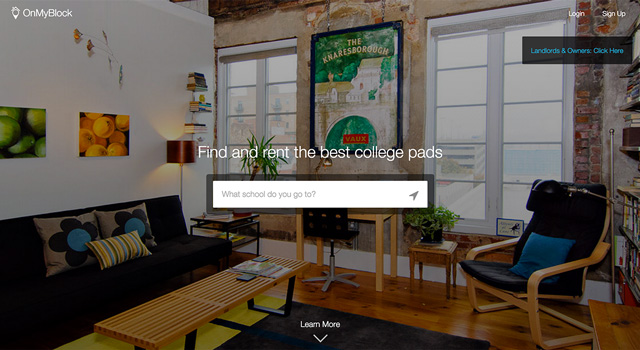 OnMyBlock
Login
Sign Up
Landlords & Owners: Click Here
THE
KNARESBOROUGH
VAUX
Find and rent the best college pads
What school do you go to?
Learn More